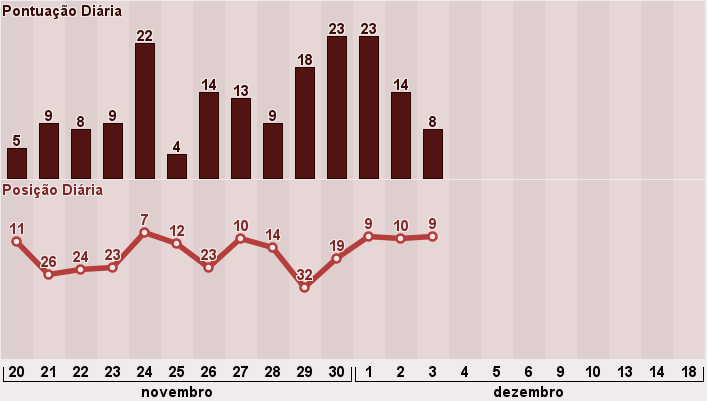 Pontuação Diária
5 9 8 9 22 4 14 13 9 18 23 23 14 8
Posição Diária
11 26 24 23 7 12 23 10 14 32 19 9 10 9
20 21 22 23 24 25 26 27 28 29 30 1 2 3 4 5 6 9 10 13 14 18
novembro dezembro